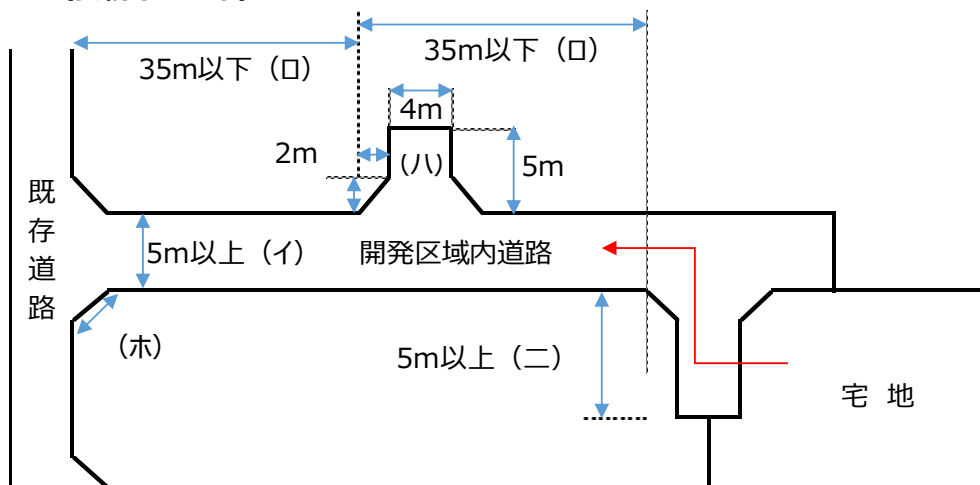 35m以下（ロ）
35m以下（ロ）
4m
2m
（ハ）
5m
既存道路
5m以上（イ）
開発区域内道路
（ホ）
5m以上（ニ）
宅 地